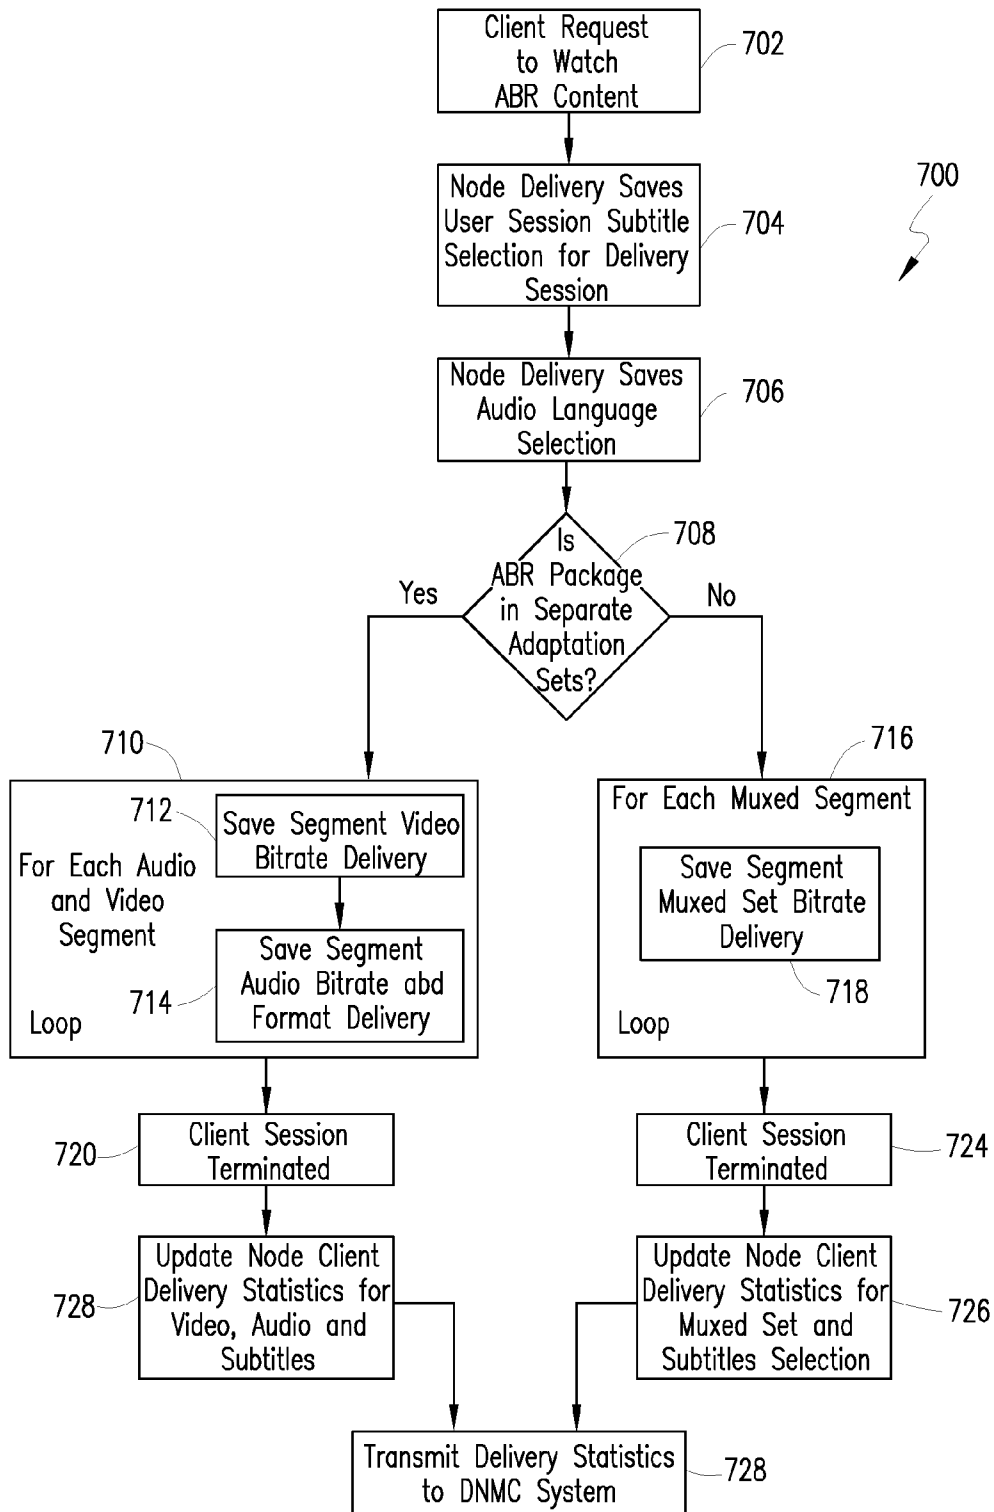 Client Request
to Watch
ABR Content
702
Node Delivery Saves
User Session Subtitle
Selection for Delivery
Session
704
700
Node Delivery Saves
Audio Language
Selection
706
Is
ABR Package
in Separate
Adaptation
Sets?
708
Yes
No
710
712
Save Segment Video
Bitrate Delivery
For Each Audio
and Video
Segment
714
Save Segment
Audio Bitrate abd
Format Delivery
Loop
716
For Each Muxed Segment
Save Segment
Muxed Set Bitrate
Delivery
718
Loop
720
Client Session
Terminated
Client Session
Terminated
724
728
Update Node Client
Delivery Statistics for
Video, Audio and
Subtitles
Update Node Client
Delivery Statistics for
Muxed Set and
Subtitles Selection
726
Transmit Delivery Statistics
to DNMC System
728